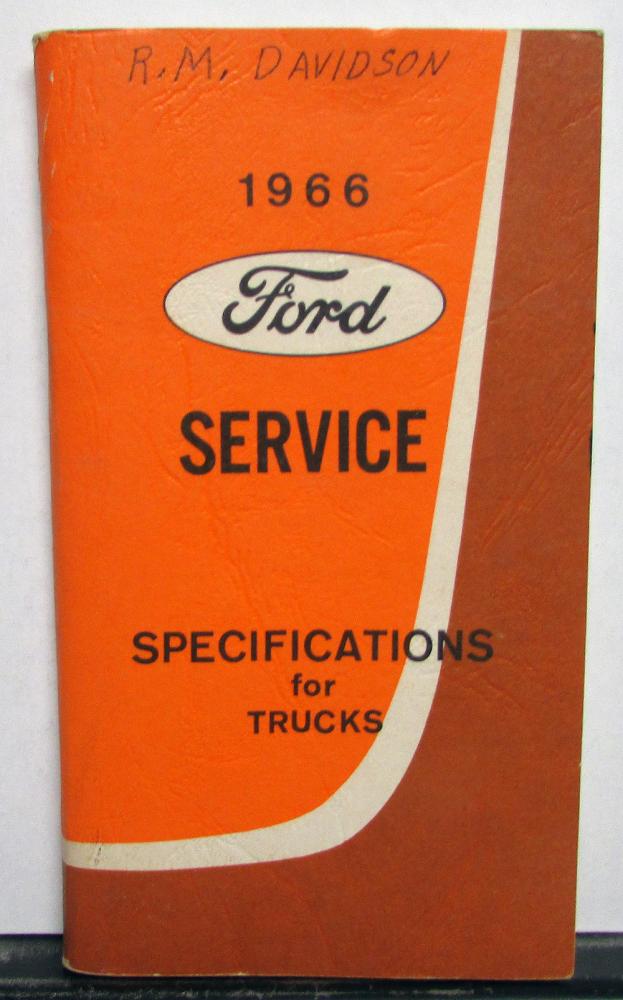 R.M. DAVIDSON
1966
Ford
SERVICE
SPECIFICATIONS
for
TRUCKS